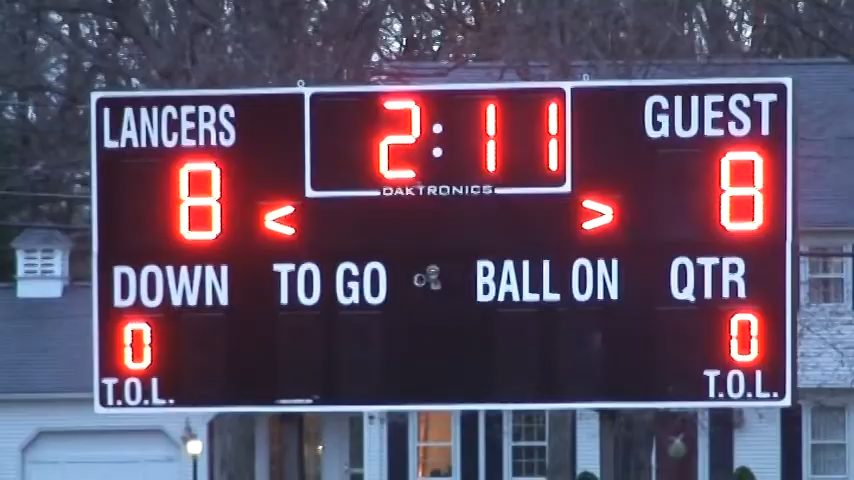 LANCERS 2:11 GUEST
8 < > 8
DAKTRONICS
DOWN TO GO BALL ON QTR
0 0
T.O.L. T.O.L.